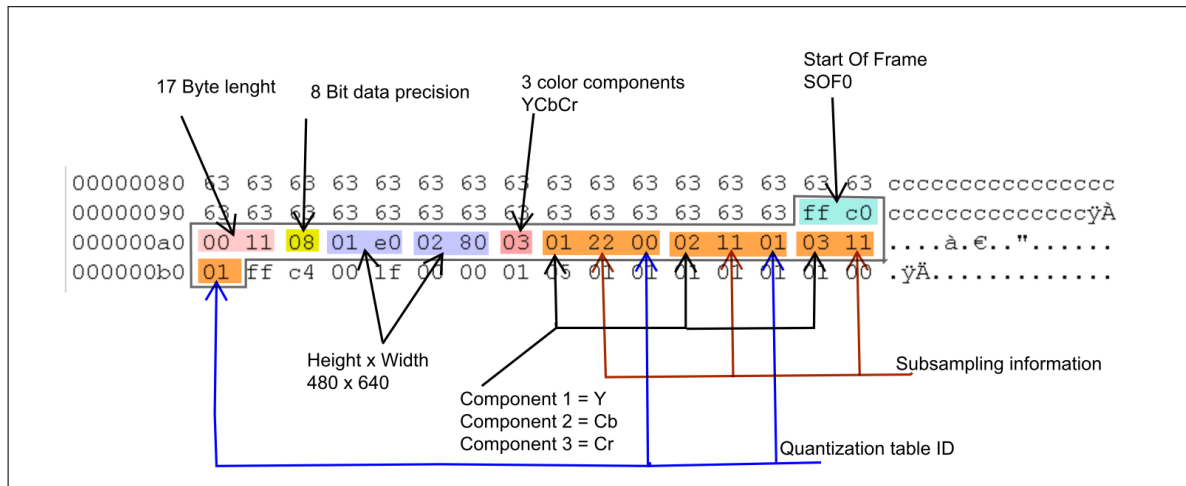 Start Of Frame
SOF0
3 color components
YCbCr
17 Byte lenght
8 Bit data precision
00000080 63 63 63 63 63 63 63 63 63 63 63 63 63 63 63 63 cccccccccccccccc
00000090 63 63 63 63 63 63 63 63 63 63 63 63 63 63 ff c0 ccccccccccccccÿÀ
000000a0 00 11 08 01 e0 02 80 03 01 22 00 02 11 01 03 11 ....à.€.."......
000000b0 01 ff c4 00 1f 00 00 01 05 01 01 01 01 01 01 00 .ÿÄ.............
Height x Width
480 x 640
Subsampling information
Component 1 = Y
Component 2 = Cb
Component 3 = Cr
Quantization table ID